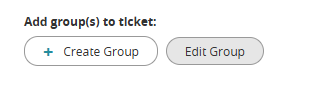 Add group(s) to ticket:
+ Create Group Edit Group